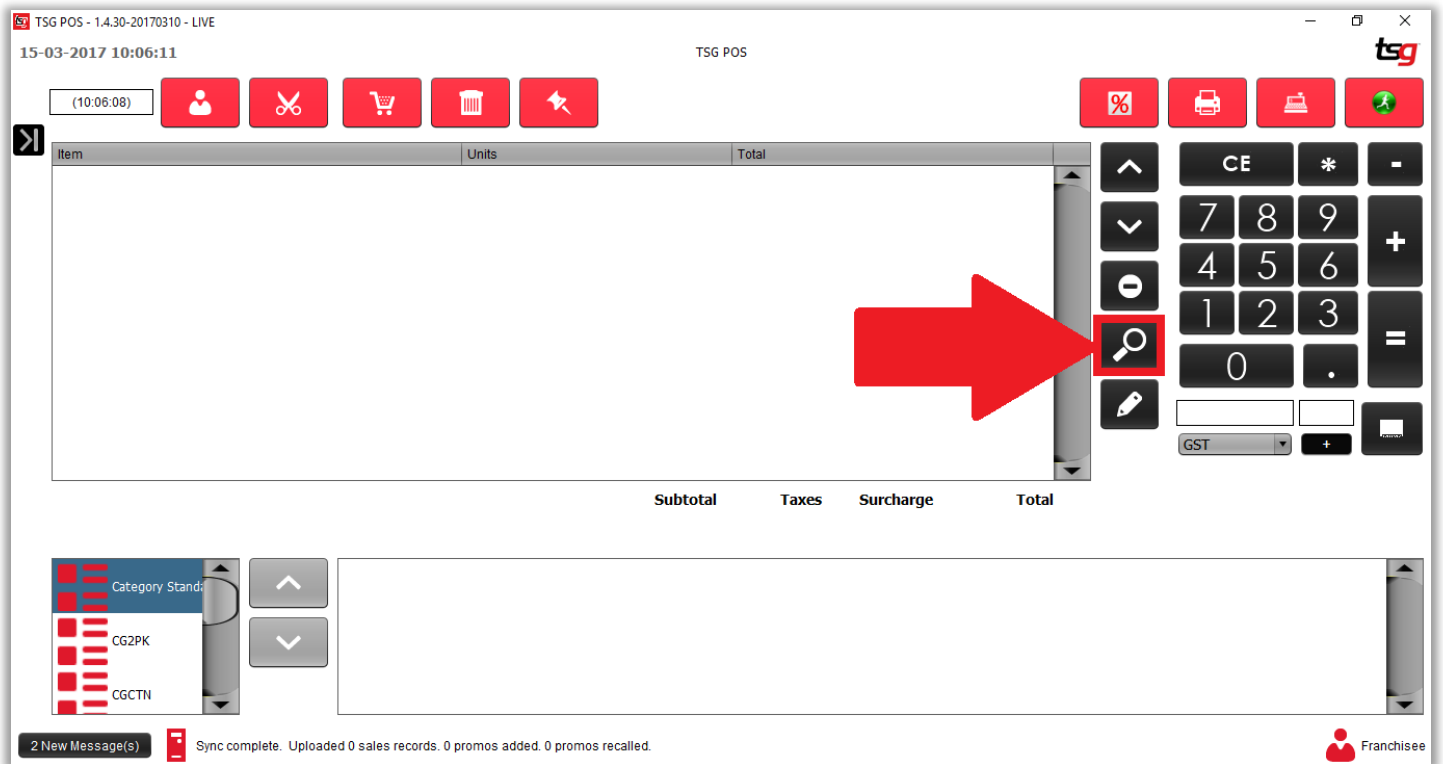 TSG POS - 1.4.30-20170310 - LIVE
15-03-2017 10:06:11
TSG POS
tsg
(10:06:08)
%
Item Units Total
CE * -
7 8 9 +
4 5 6
1 2 3 =
0 .
GST +
Subtotal Taxes Surcharge Total
Category Standa
CG2PK
CGCTN
2 New Message(s) Sync complete. Uploaded 0 sales records. 0 promos added. 0 promos recalled. Franchisee